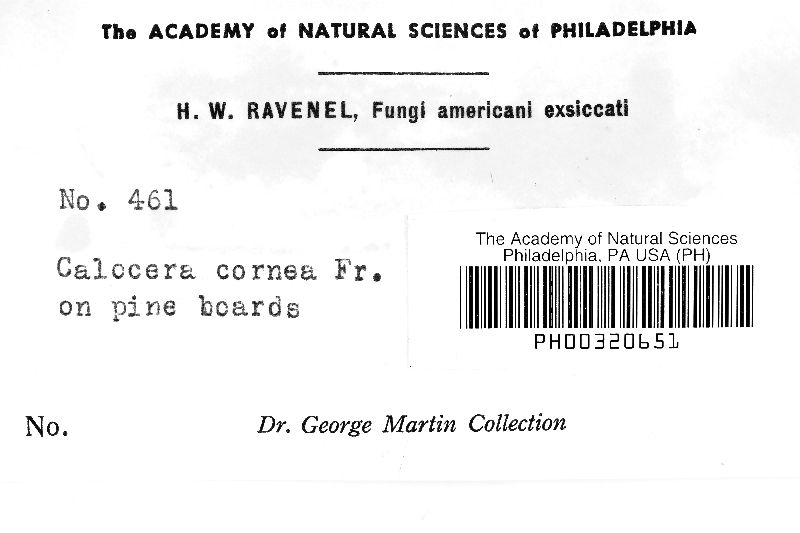 The ACADEMY of NATURAL SCIENCES of PHILADELPHIA
H. W. RAVENEL, Fungi americani exsiccati
No. 461
Calocera cornea Fr.
on pine boards
The Academy of Natural Sciences
Philadelphia, PA USA (PH)
PH00320651
No.
Dr. George Martin Collection